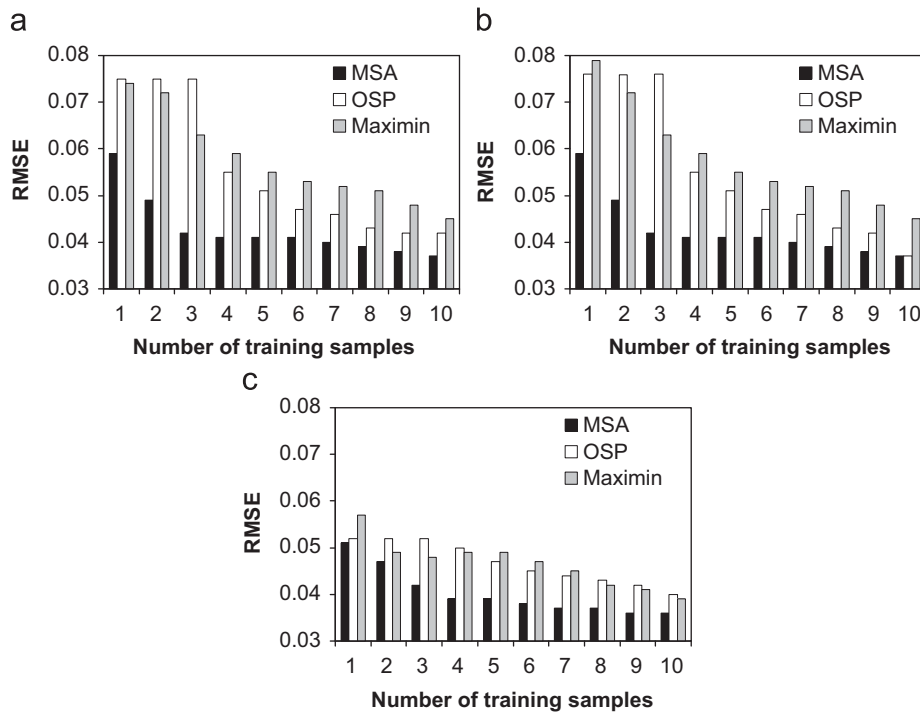 a
0.08
0.07
0.06
0.05
0.04
0.03
RMSE
MSA
OSP
Maximin
1 2 3 4 5 6 7 8 9 10
Number of training samples
b
0.08
0.07
0.06
0.05
0.04
0.03
RMSE
MSA
OSP
Maximin
1 2 3 4 5 6 7 8 9 10
Number of training samples
c
0.08
0.07
0.06
0.05
0.04
0.03
RMSE
MSA
OSP
Maximin
1 2 3 4 5 6 7 8 9 10
Number of training samples